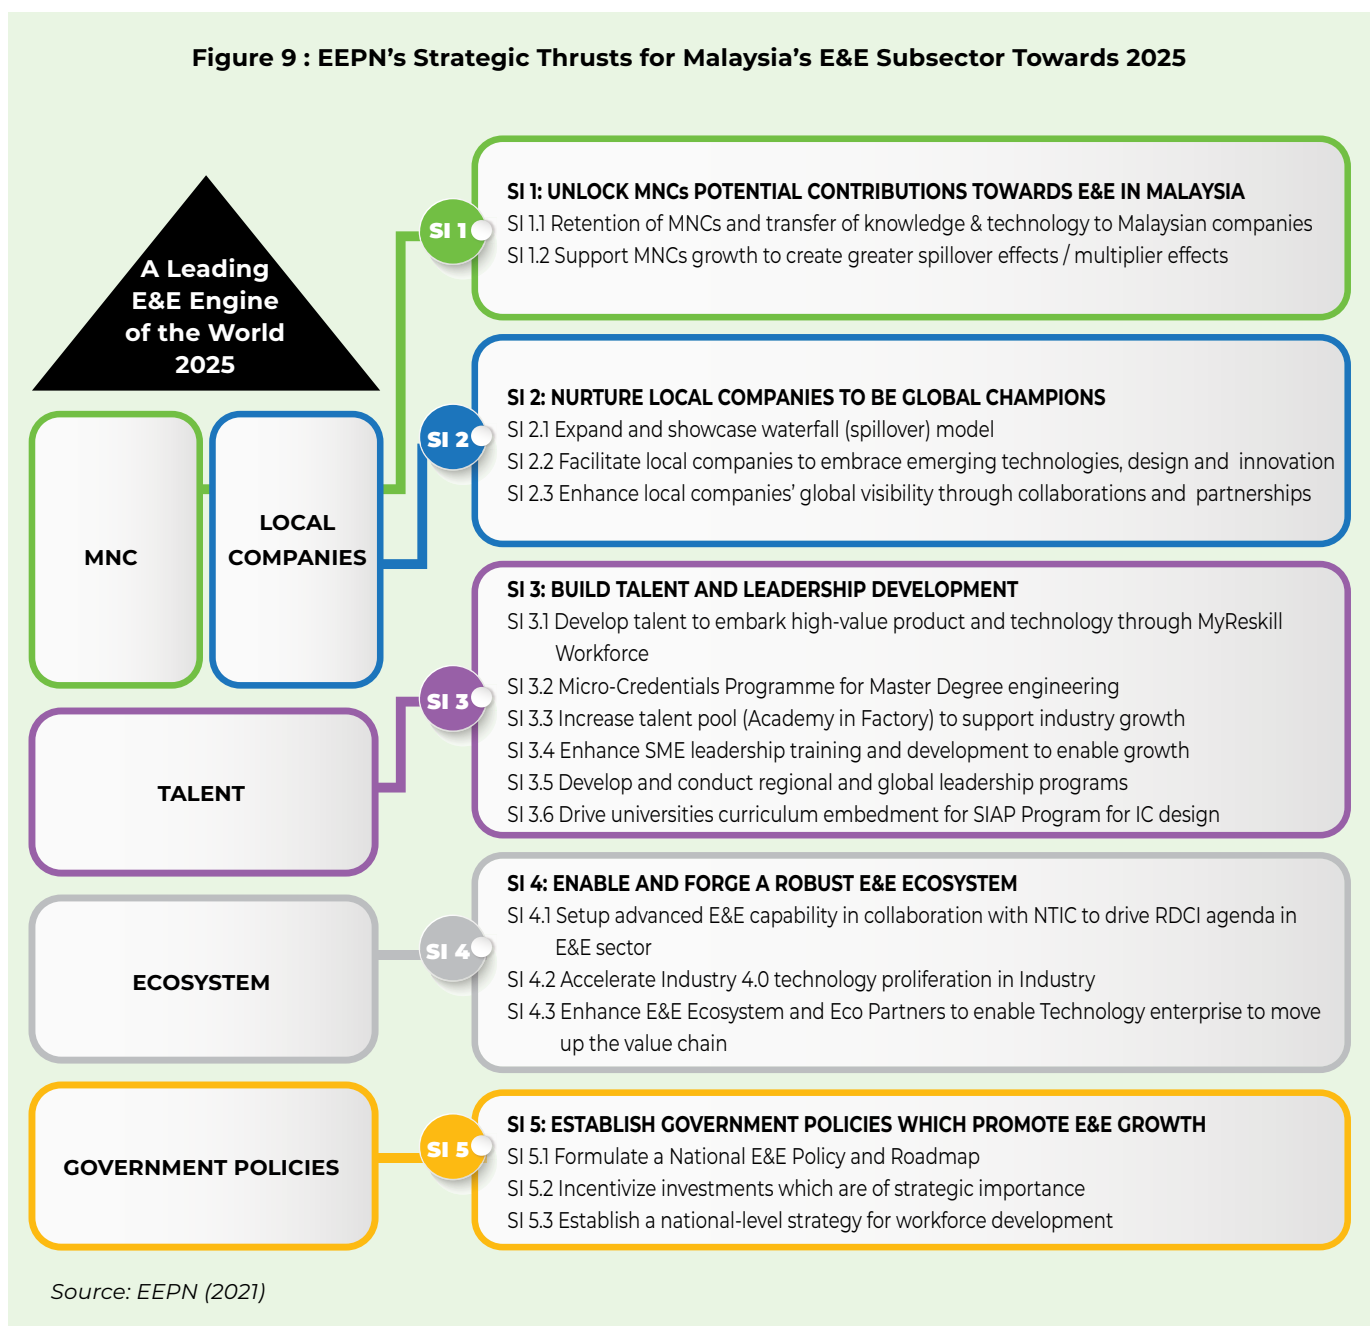 Figure 9 : EEPN’s Strategic Thrusts for Malaysia’s E&E Subsector Towards 2025
A Leading
E&E Engine
of the World
2025
MNC
LOCAL
COMPANIES
TALENT
ECOSYSTEM
GOVERNMENT POLICIES
SI 1
SI 1: UNLOCK MNCs POTENTIAL CONTRIBUTIONS TOWARDS E&E IN MALAYSIA
SI 1.1 Retention of MNCs and transfer of knowledge & technology to Malaysian companies
SI 1.2 Support MNCs growth to create greater spillover effects / multiplier effects
SI 2
SI 2: NURTURE LOCAL COMPANIES TO BE GLOBAL CHAMPIONS
SI 2.1 Expand and showcase waterfall (spillover) model
SI 2.2 Facilitate local companies to embrace emerging technologies, design and innovation
SI 2.3 Enhance local companies’ global visibility through collaborations and partnerships
SI 3
SI 3: BUILD TALENT AND LEADERSHIP DEVELOPMENT
SI 3.1 Develop talent to embark high-value product and technology through MyReskill
Workforce
SI 3.2 Micro-Credentials Programme for Master Degree engineering
SI 3.3 Increase talent pool (Academy in Factory) to support industry growth
SI 3.4 Enhance SME leadership training and development to enable growth
SI 3.5 Develop and conduct regional and global leadership programs
SI 3.6 Drive universities curriculum embedment for SIAP Program for IC design
SI 4
SI 4: ENABLE AND FORGE A ROBUST E&E ECOSYSTEM
SI 4.1 Setup advanced E&E capability in collaboration with NTIC to drive RDCI agenda in
E&E sector
SI 4.2 Accelerate Industry 4.0 technology proliferation in Industry
SI 4.3 Enhance E&E Ecosystem and Eco Partners to enable Technology enterprise to move
up the value chain
SI 5
SI 5: ESTABLISH GOVERNMENT POLICIES WHICH PROMOTE E&E GROWTH
SI 5.1 Formulate a National E&E Policy and Roadmap
SI 5.2 Incentivize investments which are of strategic importance
SI 5.3 Establish a national-level strategy for workforce development
Source: EEPN (2021)